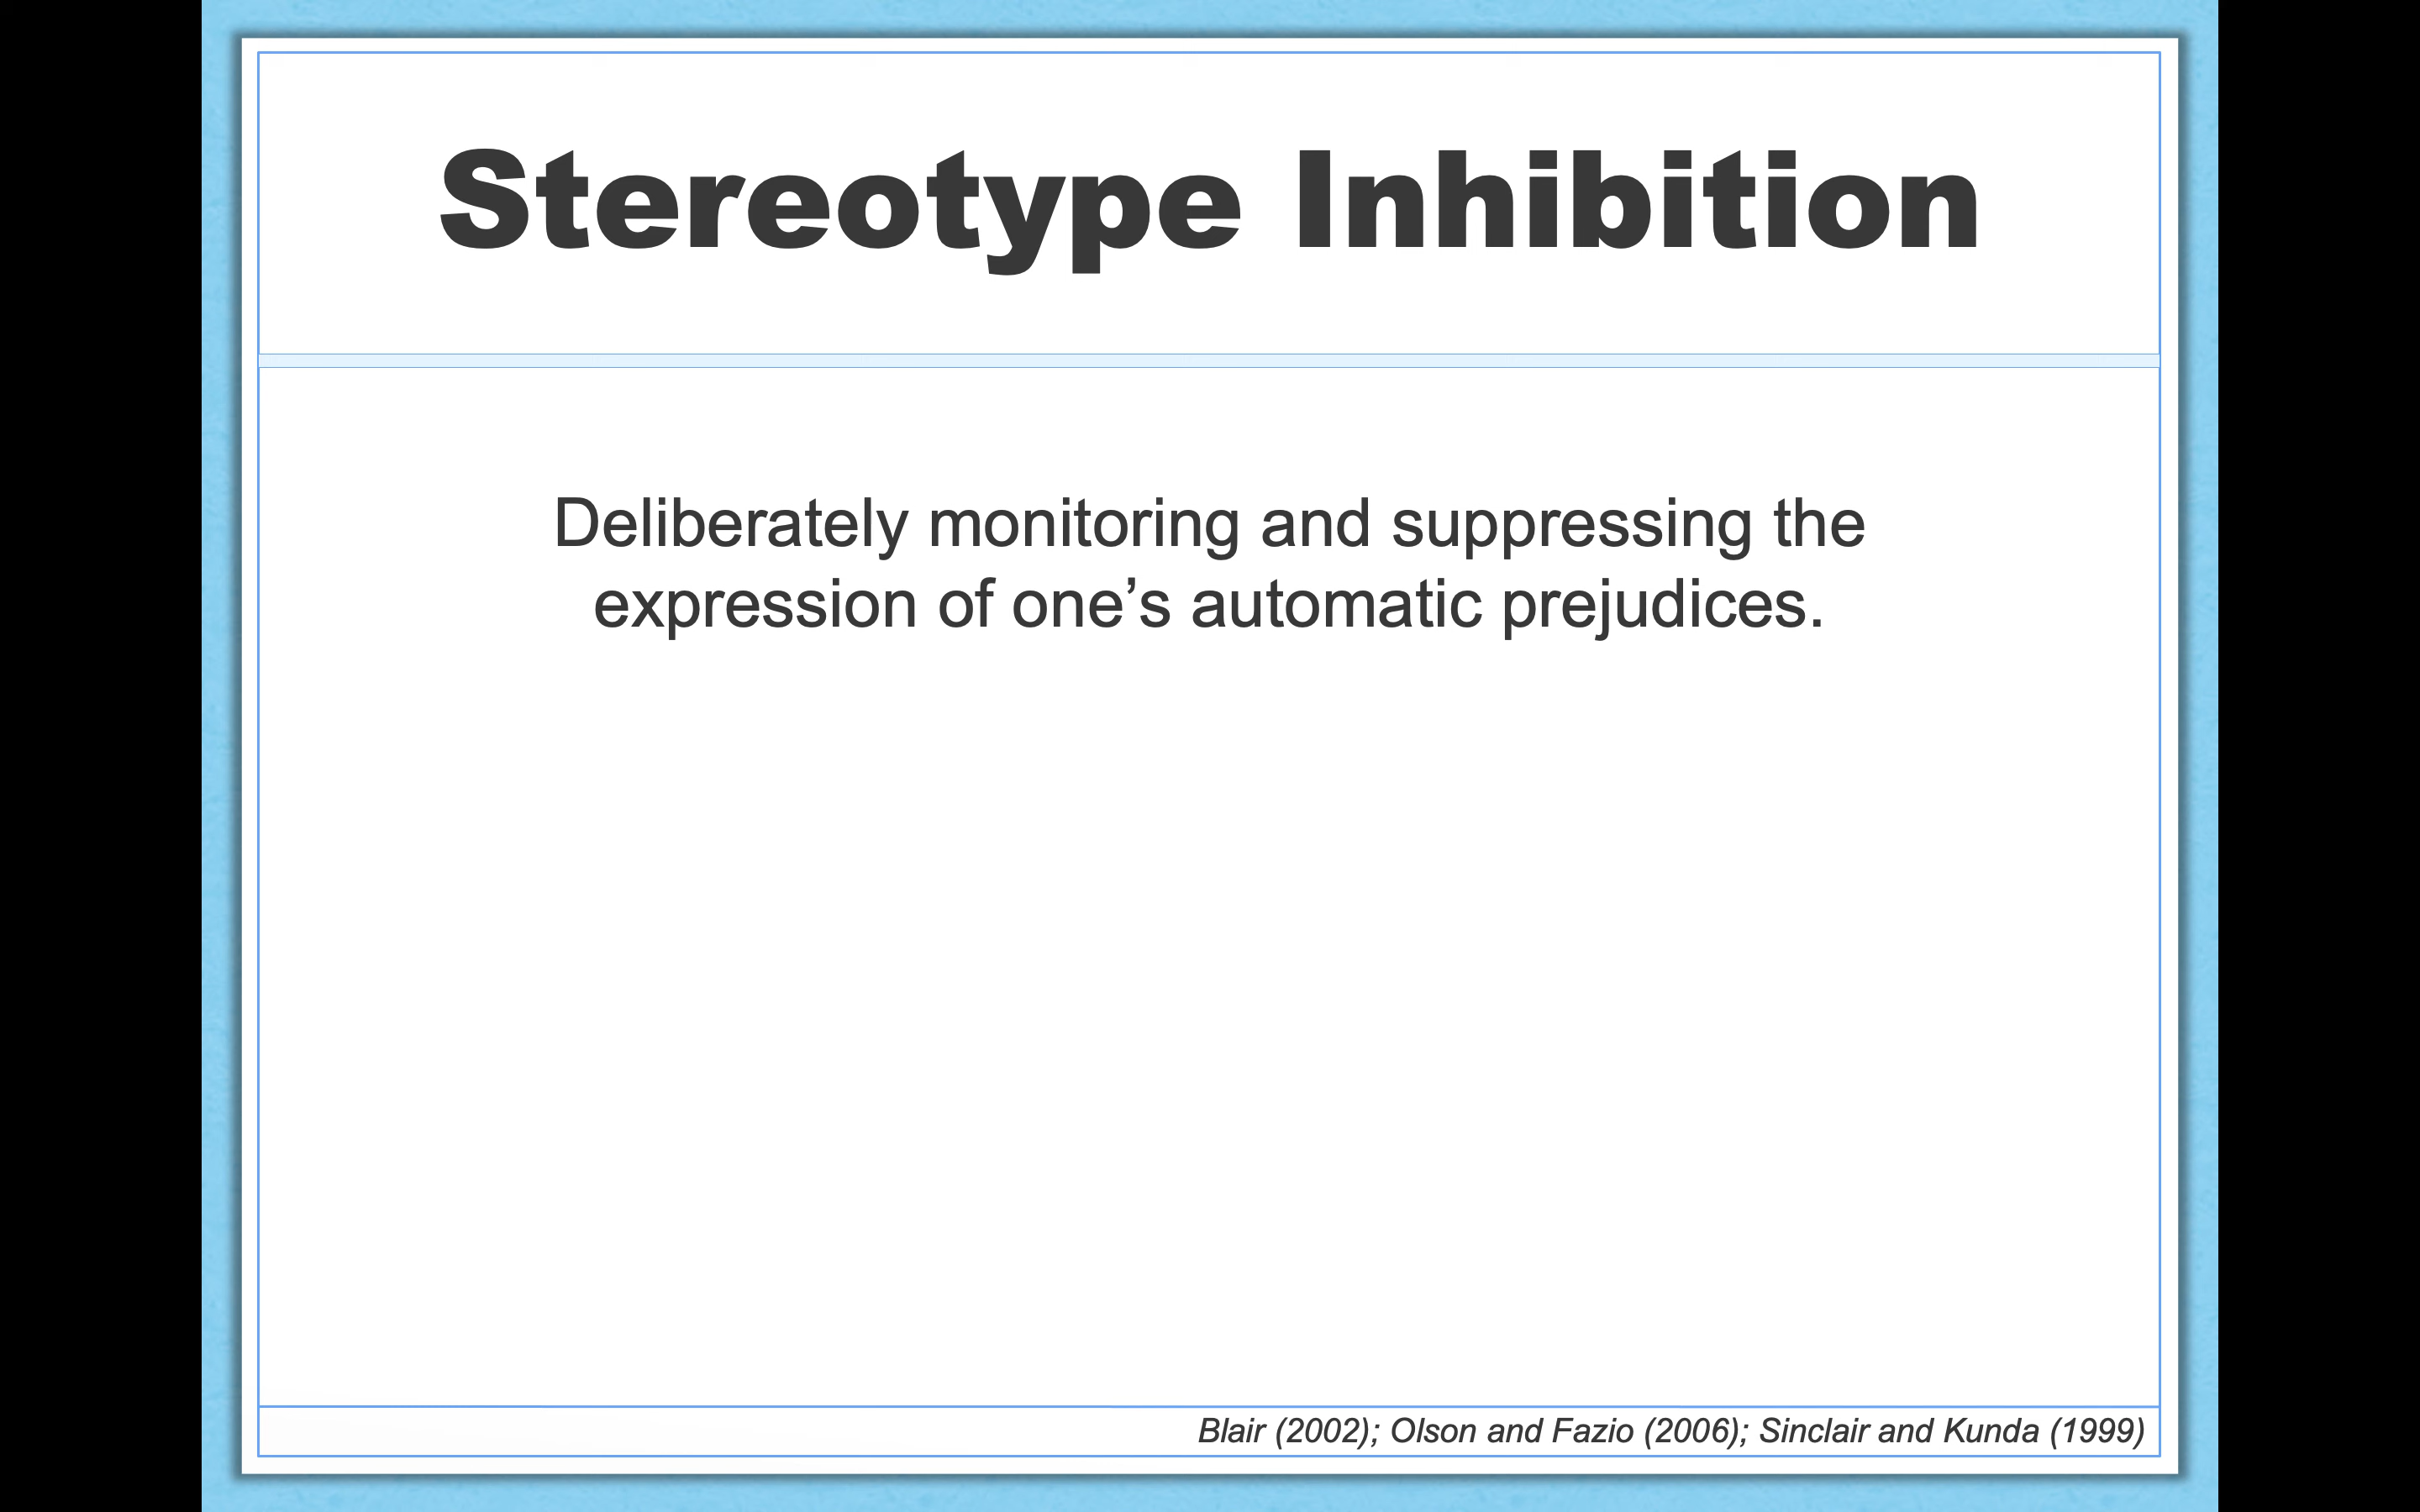 Stereotype Inhibition
Deliberately monitoring and suppressing the
expression of one’s automatic prejudices.
Blair (2002); Olson and Fazio (2006); Sinclair and Kunda (1999)